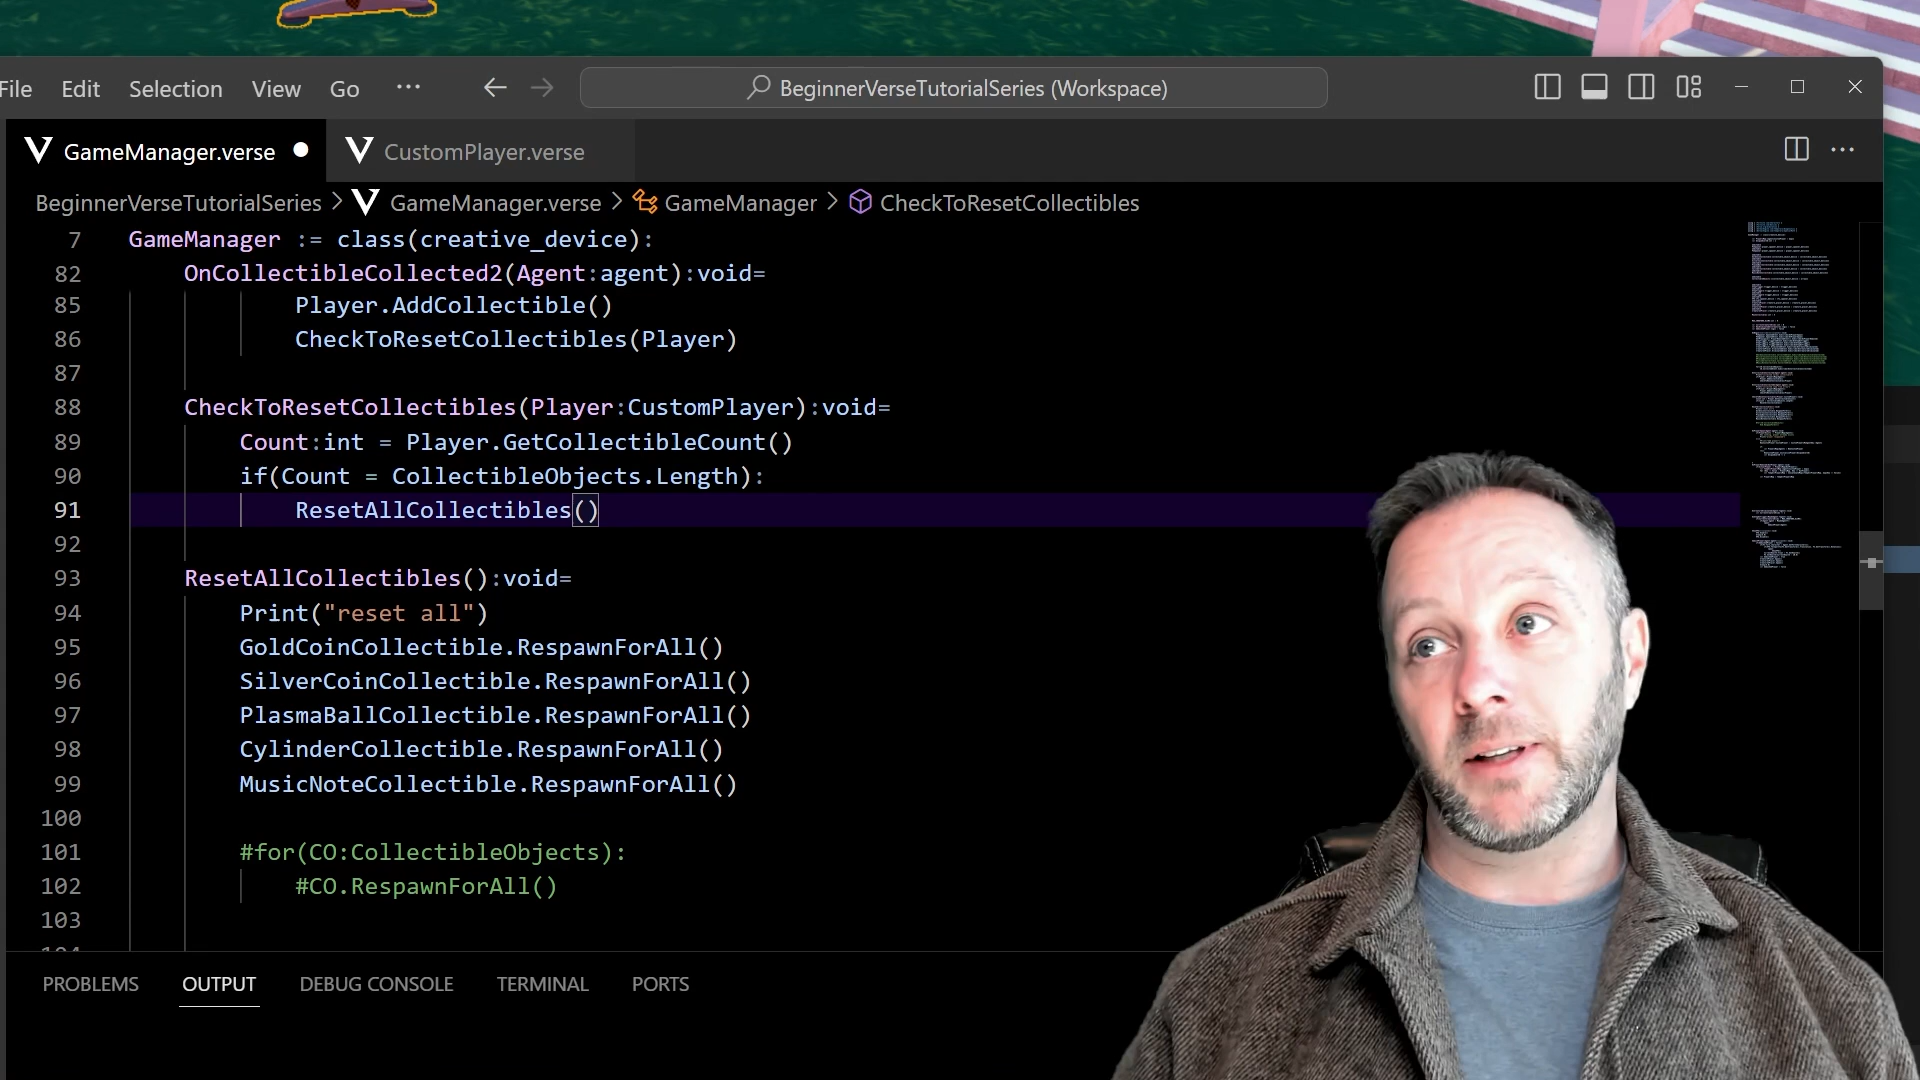 File Edit Selection View Go ··· BeginnerVerseTutorialSeries (Workspace)
GameManager.verse CustomPlayer.verse
BeginnerVerseTutorialSeries > GameManager.verse > GameManager > CheckToResetCollectibles
7 GameManager := class(creative_device):
82 OnCollectibleCollected2(Agent:agent):void=
85 Player.AddCollectible()
86 CheckToResetCollectibles(Player)
87
88 CheckToResetCollectibles(Player:CustomPlayer):void=
89 Count:int = Player.GetCollectibleCount()
90 if(Count = CollectibleObjects.Length):
91 ResetAllCollectibles()
92
93 ResetAllCollectibles():void=
94 Print("reset all")
95 GoldCoinCollectible.RespawnForAll()
96 SilverCoinCollectible.RespawnForAll()
97 PlasmaBallCollectible.RespawnForAll()
98 CylinderCollectible.RespawnForAll()
99 MusicNoteCollectible.RespawnForAll()
100
101 #for(CO:CollectibleObjects):
102 #CO.RespawnForAll()
103
PROBLEMS OUTPUT DEBUG CONSOLE TERMINAL PORTS